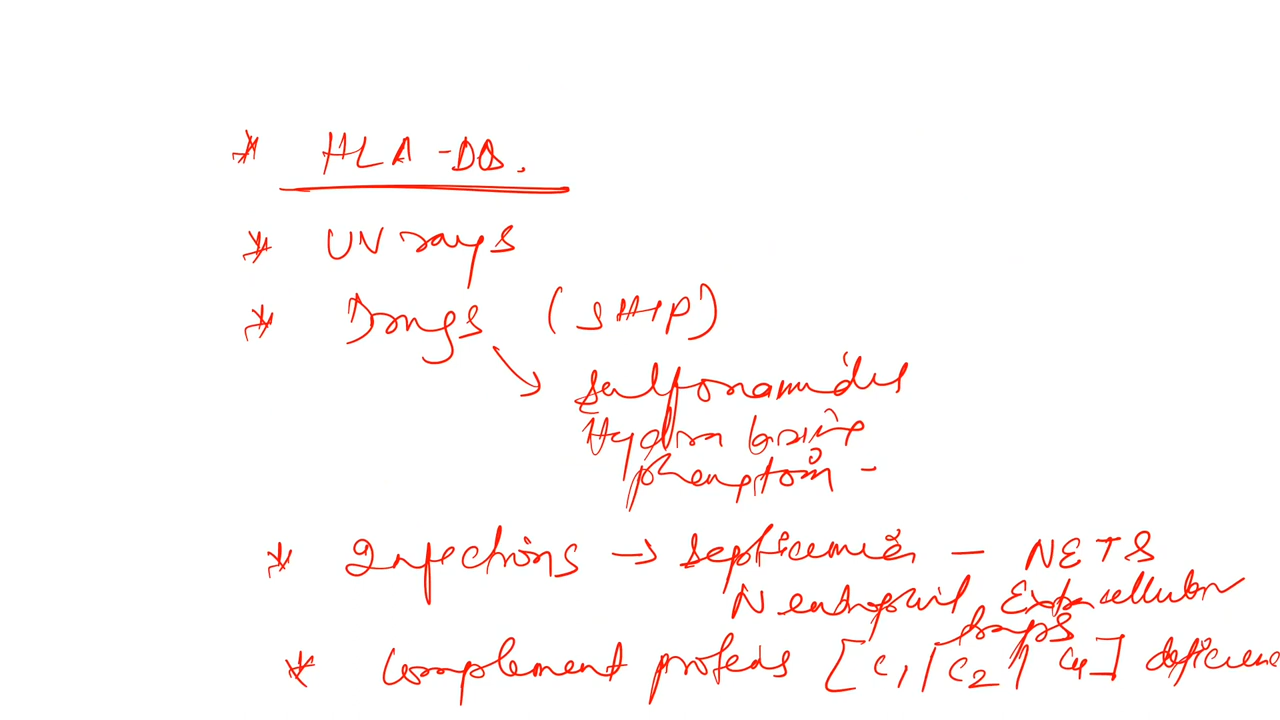 * HLA-DQ.
* UV rays
* Drugs (SHIP)
Sulfonamides
Hydralazine
phenytoin -
* Infections → Septicemia - NETS
Neutrophil Extracellular
traps
* Complement proteins [C1/C2/C4] deficienc